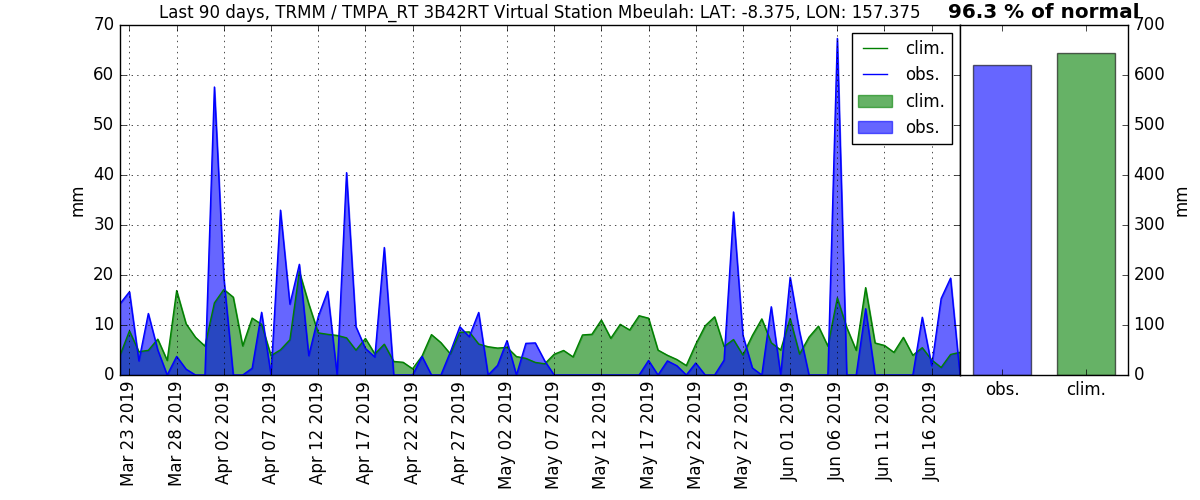 Last 90 days, TRMM / TMPA_RT 3B42RT Virtual Station Mbeulah: LAT: -8.375, LON: 157.375
96.3 % of normal
70
60
50
40
30
20
10
0
mm
clim.
obs.
clim.
obs.
Mar 23 2019
Mar 28 2019
Apr 02 2019
Apr 07 2019
Apr 12 2019
Apr 17 2019
Apr 22 2019
Apr 27 2019
May 02 2019
May 07 2019
May 12 2019
May 17 2019
May 22 2019
May 27 2019
Jun 01 2019
Jun 06 2019
Jun 11 2019
Jun 16 2019
700
600
500
400
300
200
100
0
mm
obs.
clim.